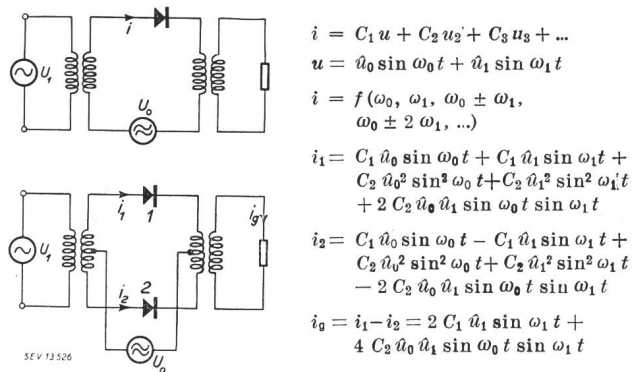 i
U₁
U₀
i = C₁ u + C₂ u₂ + C₃ u₃ + ...
u = û₀ sin ω₀ t + û₁ sin ω₁ t
i = f (ω₀, ω₁, ω₀ ± ω₁,
ω₀ ± 2 ω₁, ...)
i₁ = C₁ û₀ sin ω₀ t + C₁ û₁ sin ω₁ t +
C₂ û₀² sin² ω₀ t + C₂ û₁² sin² ω₁ t
+ 2 C₂ û₀ û₁ sin ω₀ t sin ω₁ t
i₁ 1
i_g
U₁
i₂ 2
U₀
i₂ = C₁ û₀ sin ω₀ t − C₁ û₁ sin ω₁ t +
C₂ û₀² sin² ω₀ t + C₂ û₁² sin² ω₁ t
− 2 C₂ û₀ û₁ sin ω₀ t sin ω₁ t
i_g = i₁ − i₂ = 2 C₁ û₁ sin ω₁ t +
4 C₂ û₀ û₁ sin ω₀ t sin ω₁ t
SEV 13526